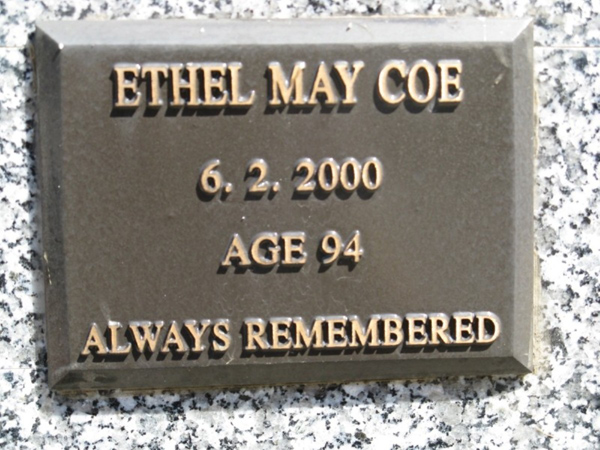 ETHEL MAY COE
6. 2. 2000
AGE 94
ALWAYS REMEMBERED